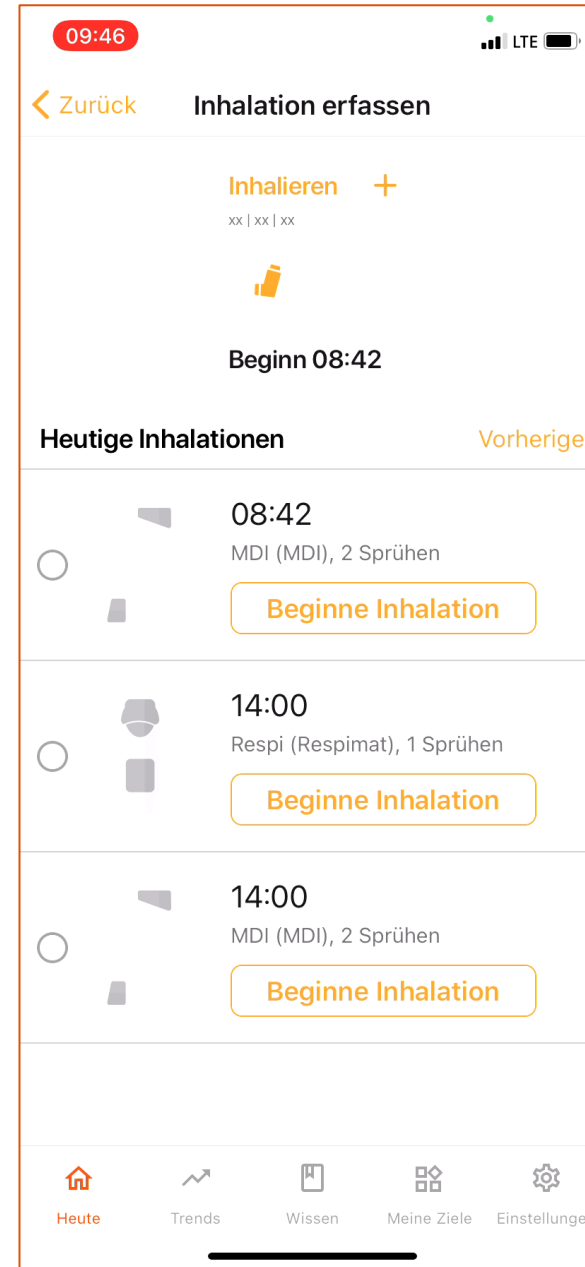 09:46
LTE
Zurück
Inhalation erfassen
Inhalieren +
xx | xx | xx
Beginn 08:42
Heutige Inhalationen
Vorherige
08:42
MDI (MDI), 2 Sprühen
Beginne Inhalation
14:00
Respi (Respimat), 1 Sprühen
Beginne Inhalation
14:00
MDI (MDI), 2 Sprühen
Beginne Inhalation
Heute
Trends
Wissen
Meine Ziele
Einstellunge